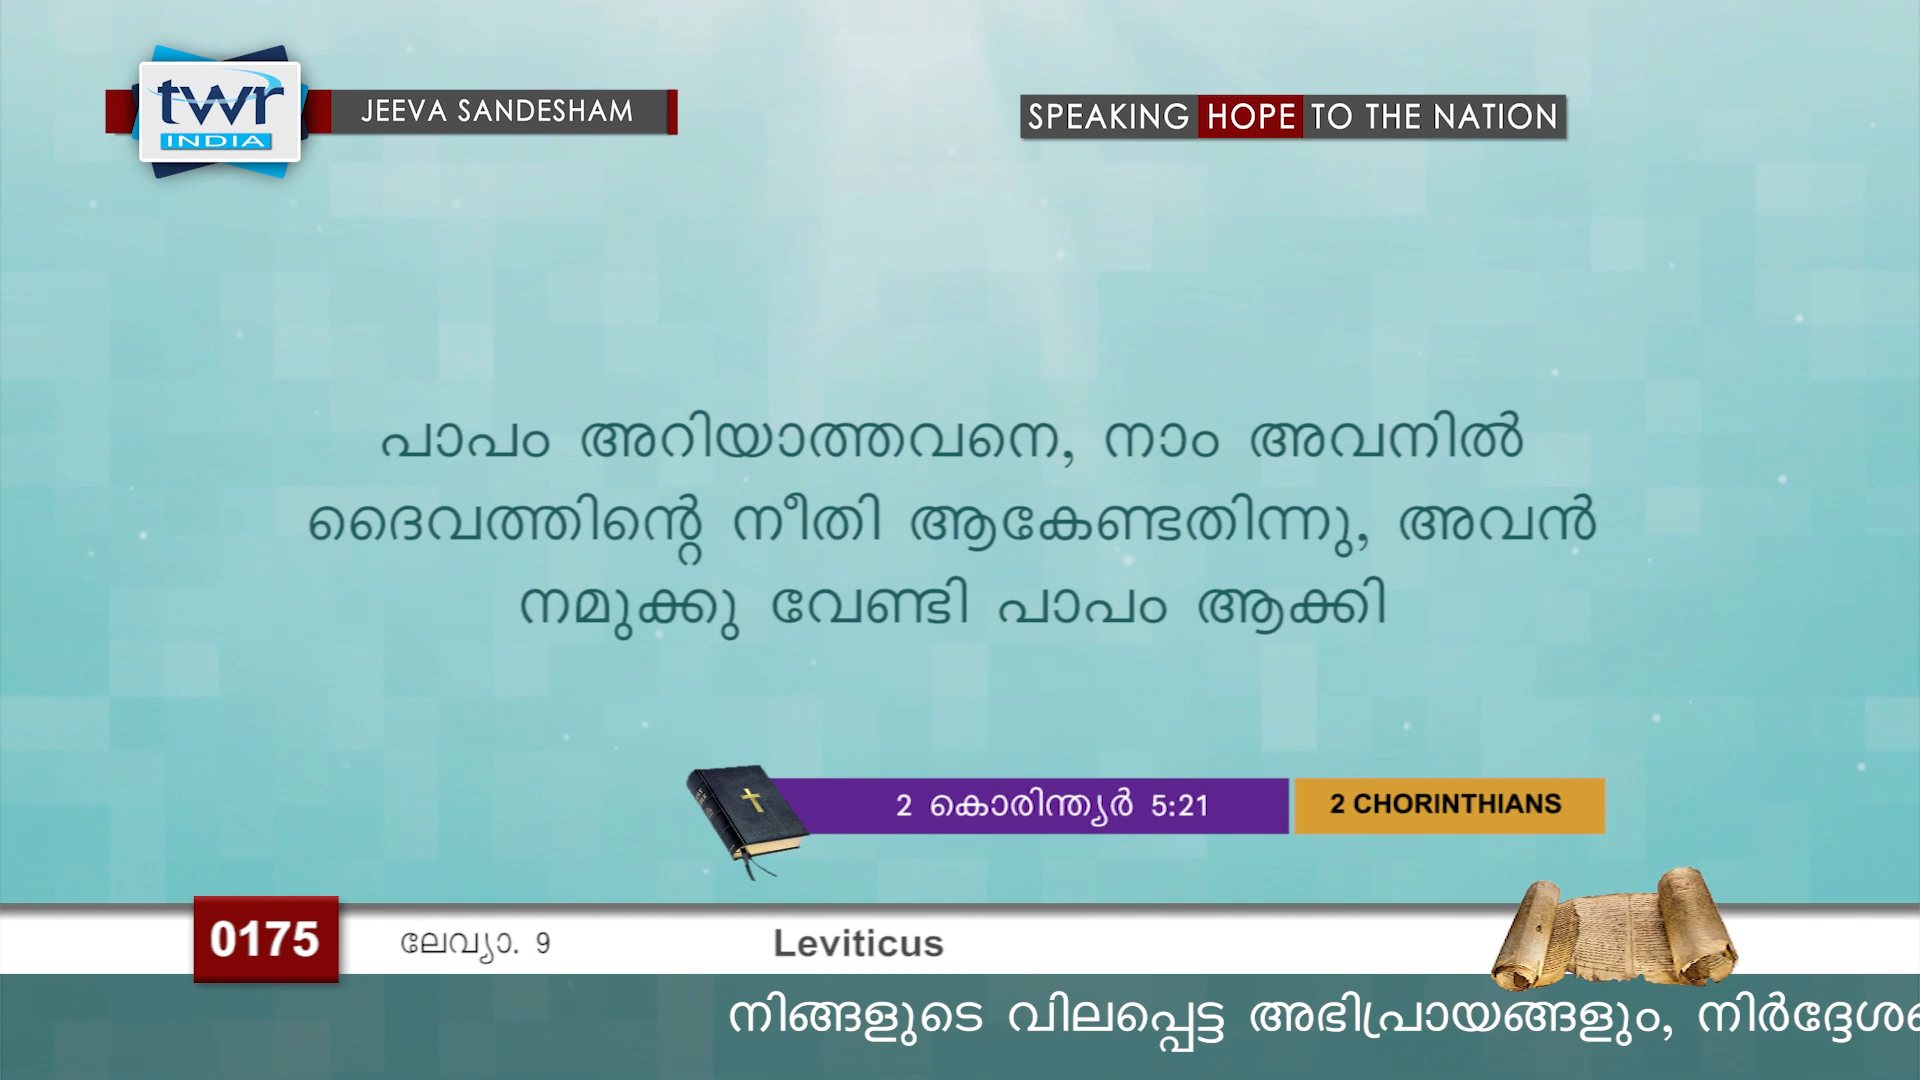 twr
INDIA
JEEVA SANDESHAM
SPEAKING HOPE TO THE NATION
പാപം അറിയാത്തവനെ, നാം അവനിൽ
ദൈവത്തിന്റെ നീതി ആകേണ്ടതിന്നു, അവൻ
നമുക്കു വേണ്ടി പാപം ആക്കി
2 കൊരിന്ത്യർ 5:21
2 CHORINTHIANS
0175
ലേവ്യാ. 9
Leviticus
നിങ്ങളുടെ വിലപ്പെട്ട അഭിപ്രായങ്ങളും,